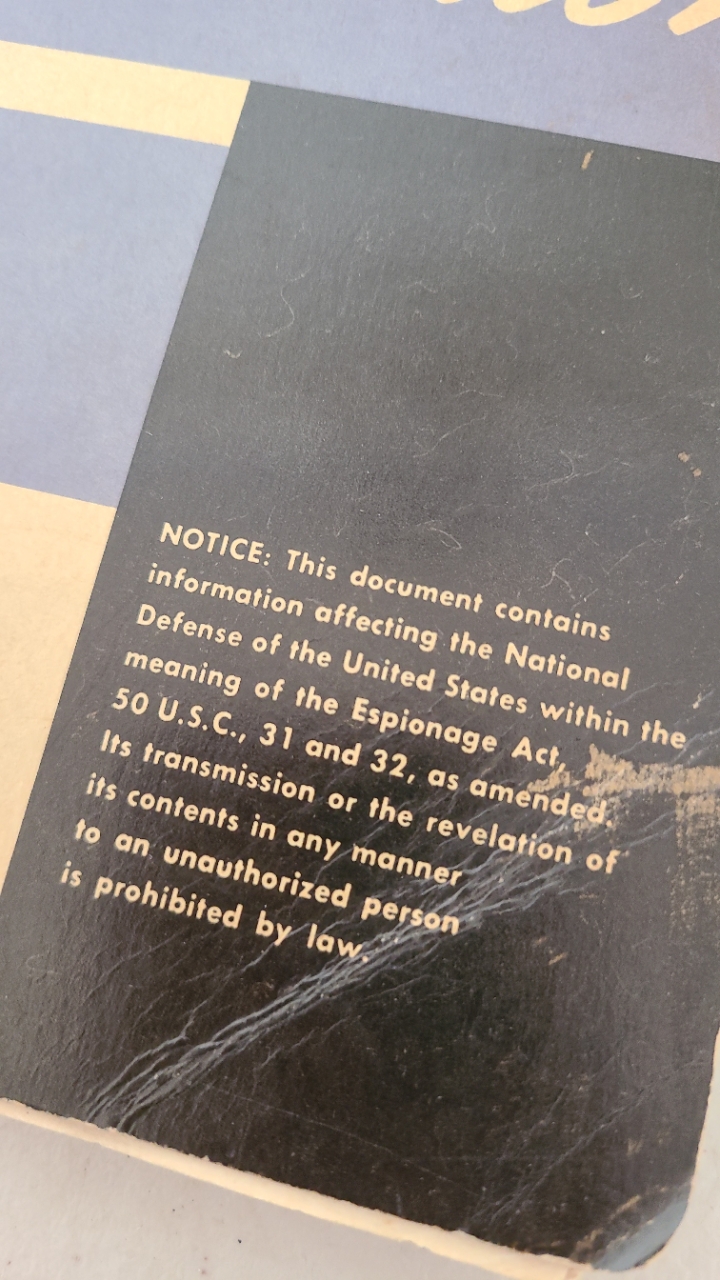 NOTICE: This document contains
information affecting the National
Defense of the United States within the
meaning of the Espionage Act,
50 U.S.C., 31 and 32, as amended.
Its transmission or the revelation of
its contents in any manner
to an unauthorized person
is prohibited by law.